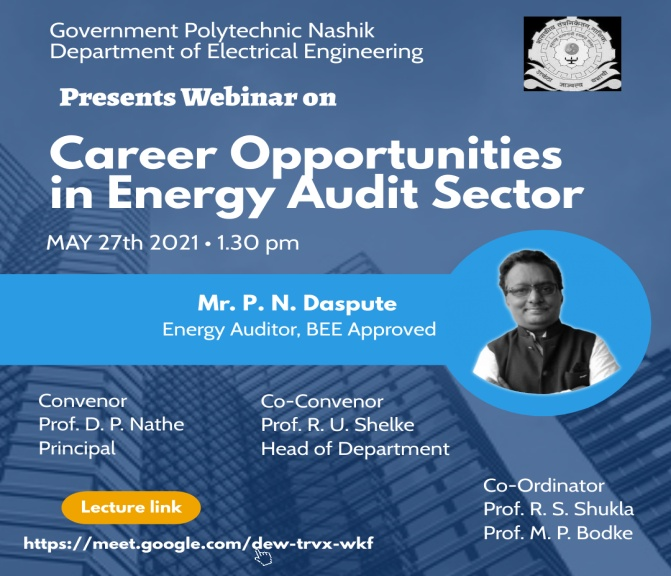 Government Polytechnic Nashik
Department of Electrical Engineering
Presents Webinar on
Career Opportunities
in Energy Audit Sector
MAY 27th 2021 • 1.30 pm
Mr. P. N. Daspute
Energy Auditor, BEE Approved
Convenor
Prof. D. P. Nathe
Principal
Co-Convenor
Prof. R. U. Shelke
Head of Department
Co-Ordinator
Prof. R. S. Shukla
Prof. M. P. Bodke
Lecture link
https://meet.google.com/dew-trvx-wkf